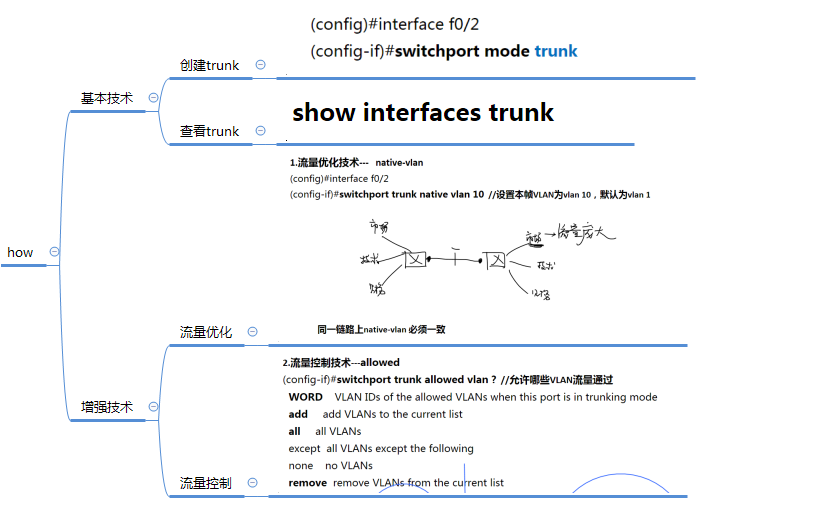 (config)#interface f0/2
(config-if)#switchport mode trunk
创建trunk
基本技术
show interfaces trunk
查看trunk
1.流量优化技术--- native-vlan
(config)#interface f0/2
(config-if)#switchport trunk native vlan 10 //设置本帧VLAN为vlan 10，默认为vlan 1
市场
市场
流量庞大
技术
技术
how
流量优化
同一链路上native-vlan 必须一致
2.流量控制技术---allowed
(config-if)#switchport trunk allowed vlan ? //允许哪些VLAN流量通过
WORD VLAN IDs of the allowed VLANs when this port is in trunking mode
增强技术
add add VLANs to the current list
all all VLANs
except all VLANs except the following
none no VLANs
流量控制
remove remove VLANs from the current list